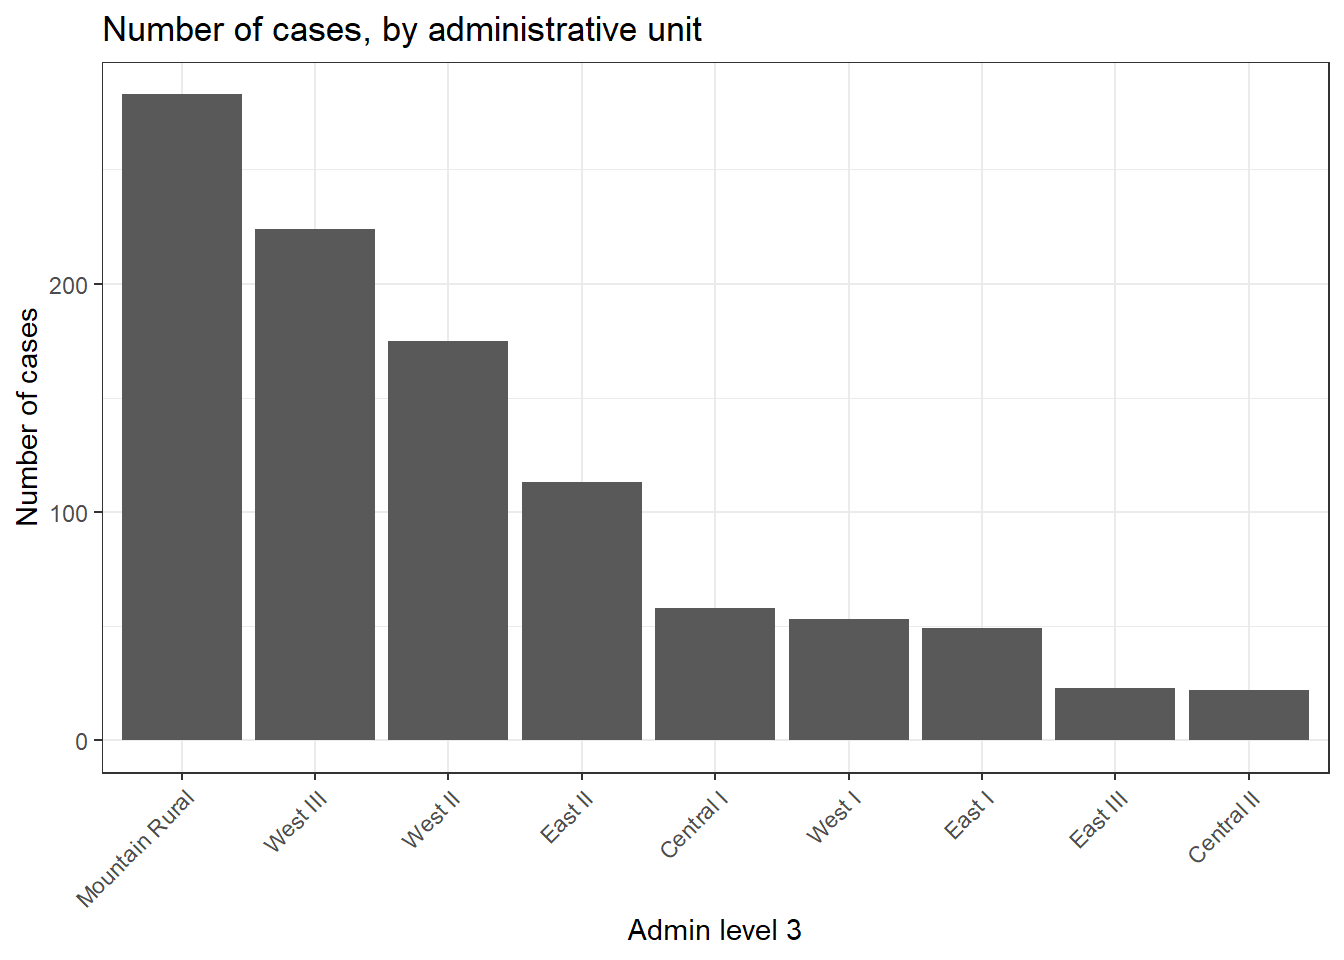 Number of cases, by administrative unit
Number of cases
200
100
0
Mountain Rural
West III
West II
East II
Central I
West I
East I
East III
Central II
Admin level 3